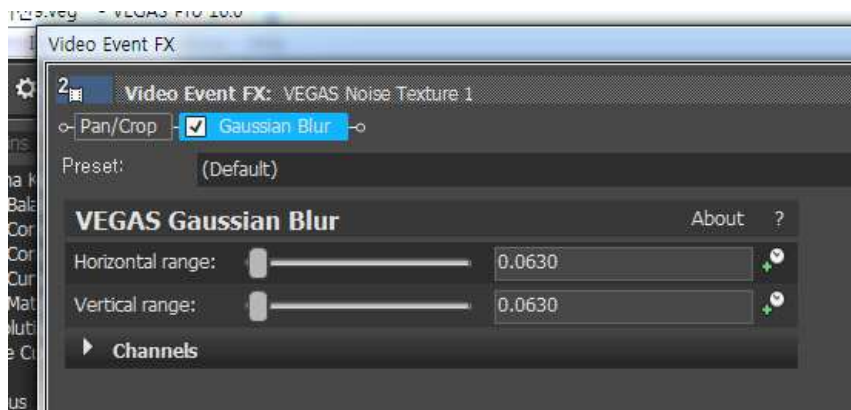 Video Event FX
2
Video Event FX: VEGAS Noise Texture 1
Pan/Crop Gaussian Blur
Preset: (Default)
VEGAS Gaussian Blur About ?
Horizontal range: 0.0630
Vertical range: 0.0630
Channels